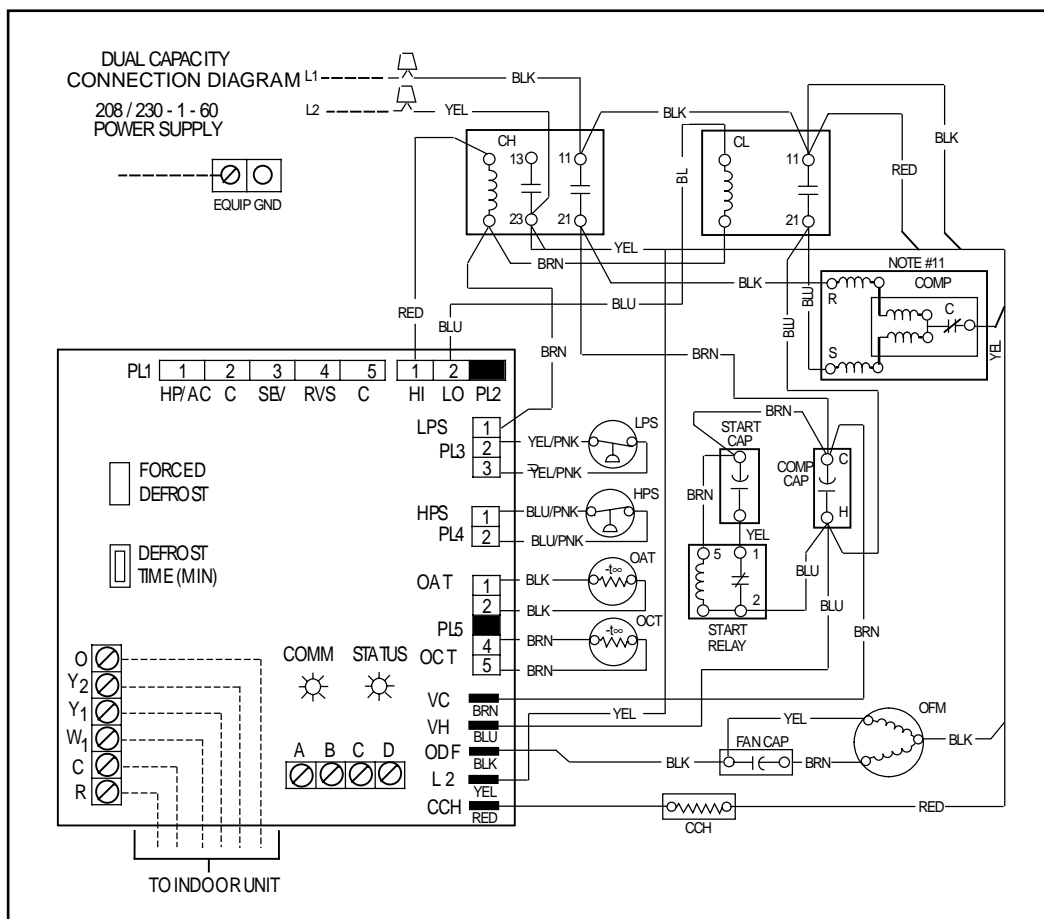 DUAL CAPACITY
CONNECTION DIAGRAM
208 / 230 - 1 - 60
POWER SUPPLY
L1
BLK
L2
YEL
EQUIP GND
CH
13
11
23
21
BLK
BL
CL
11
21
BLK
RED
YEL
BRN
BLK
BLU
BLU
BLU
NOTE #11
COMP
R
C
S
YEL
RED
BLU
BRN
BRN
PL1
1
2
3
4
5
HP/AC
C
SEV
RVS
C
1
2
HI
LO
PL2
LPS
PL3
1
2
3
YEL/PNK
YEL/PNK
LPS
HPS
PL4
1
2
BLU/PNK
BLU/PNK
HPS
OAT
1
2
BLK
BLK
-t∞
OAT
PL5
OCT
4
5
BRN
BRN
-t∞
OCT
FORCED
DEFROST
DEFROST
TIME (MIN)
BRN
START
CAP
BRN
YEL
COMP
CAP
C
H
5
1
2
START
RELAY
BLU
BLU
BRN
O
Y2
Y1
W1
C
R
COMM
STATUS
A
B
C
D
VC
BRN
VH
BLU
ODF
BLK
L 2
YEL
CCH
RED
YEL
BLK
YEL
FAN CAP
BRN
OFM
BLK
CCH
RED
TO INDOOR UNIT